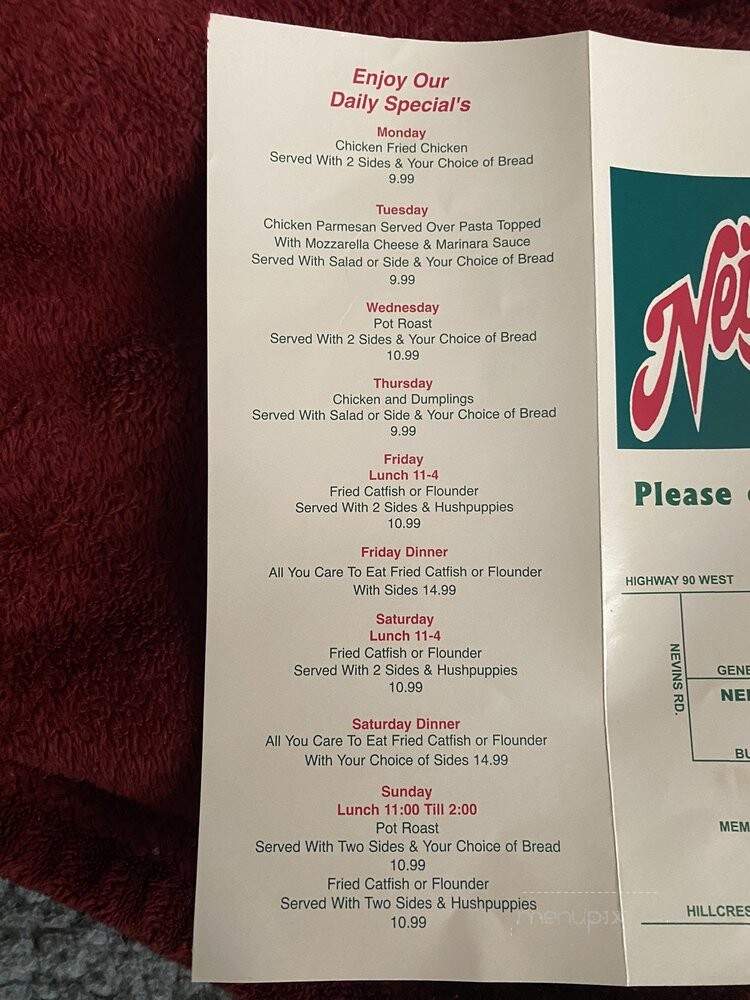 Enjoy Our
Daily Special's
Monday
Chicken Fried Chicken
Served With 2 Sides & Your Choice of Bread
9.99
Tuesday
Chicken Parmesan Served Over Pasta Topped
With Mozzarella Cheese & Marinara Sauce
Served With Salad or Side & Your Choice of Bread
9.99
Wednesday
Pot Roast
Served With 2 Sides & Your Choice of Bread
10.99
Thursday
Chicken and Dumplings
Served With Salad or Side & Your Choice of Bread
9.99
Friday
Lunch 11-4
Fried Catfish or Flounder
Served With 2 Sides & Hushpuppies
10.99
Friday Dinner
All You Care To Eat Fried Catfish or Flounder
With Sides 14.99
Saturday
Lunch 11-4
Fried Catfish or Flounder
Served With 2 Sides & Hushpuppies
10.99
Saturday Dinner
All You Care To Eat Fried Catfish or Flounder
With Your Choice of Sides 14.99
Sunday
Lunch 11:00 Till 2:00
Pot Roast
Served With Two Sides & Your Choice of Bread
10.99
Fried Catfish or Flounder
Served With Two Sides & Hushpuppies
10.99
menupix
Nei
Please
HIGHWAY 90 WEST
NEVINS RD.
GENE
NEI
BU
MEM
HILLCRES